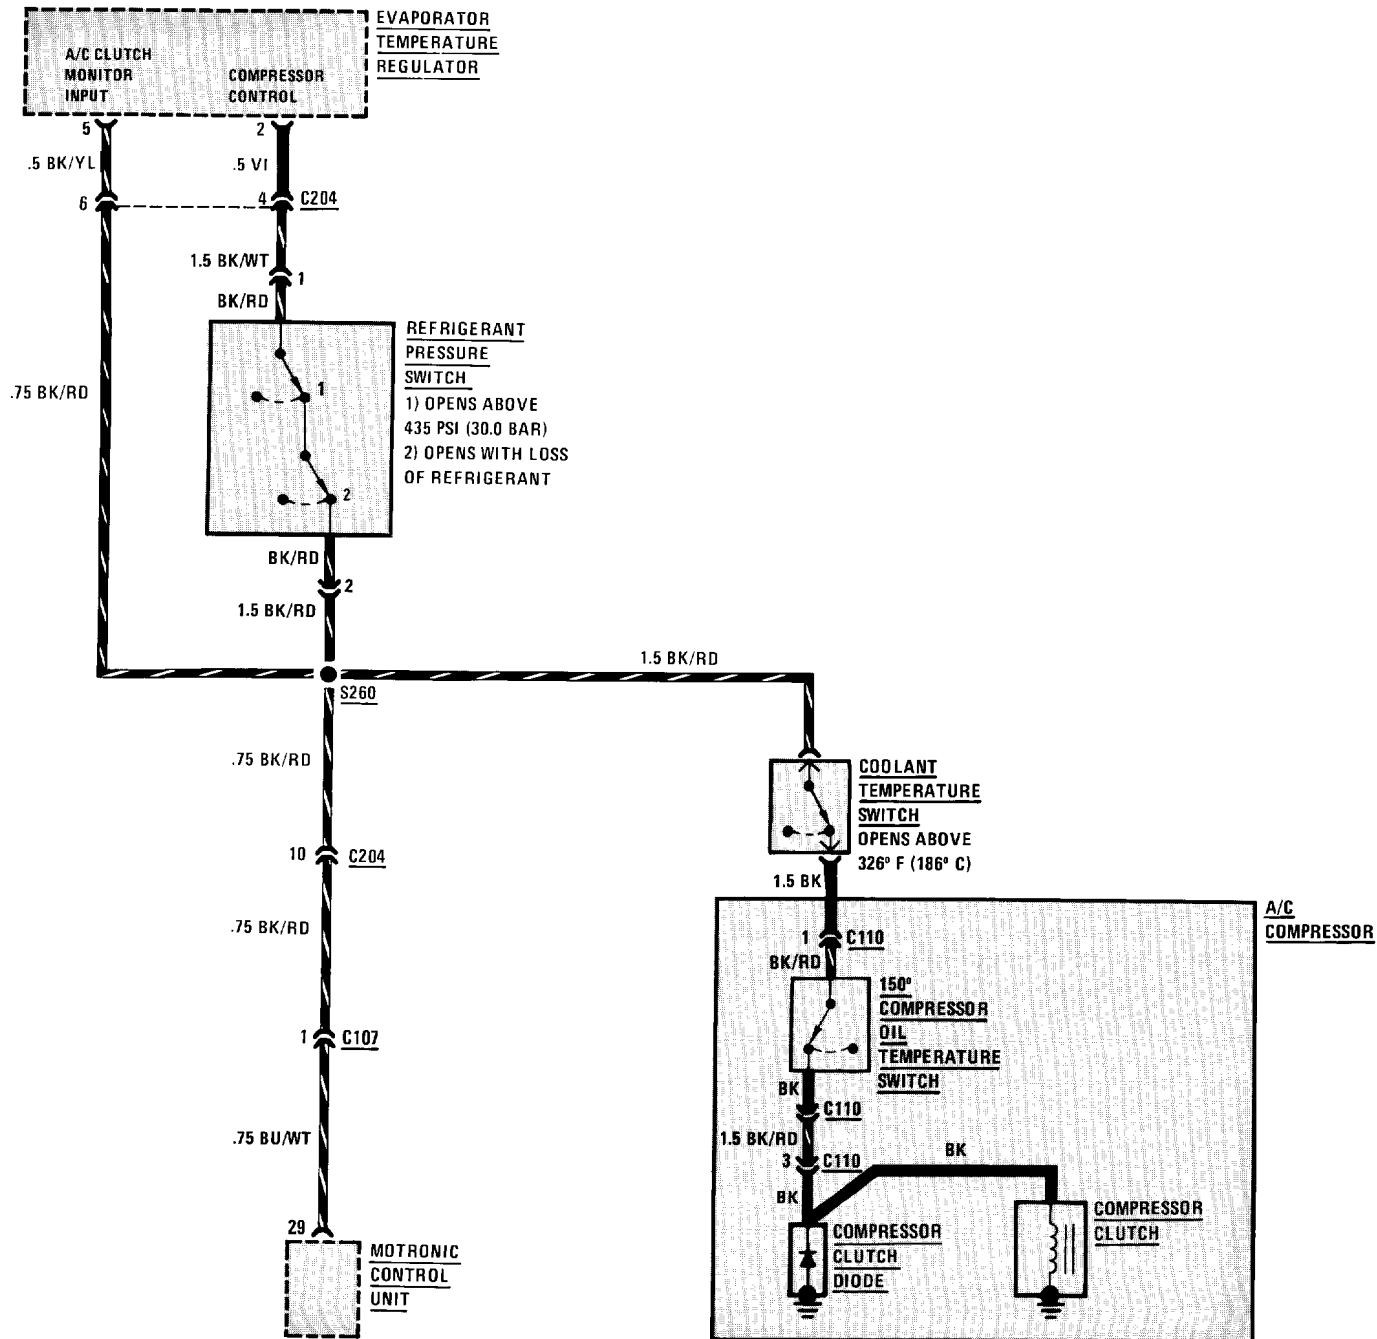 EVAPORATOR
TEMPERATURE
REGULATOR
A/C CLUTCH
MONITOR
INPUT
COMPRESSOR
CONTROL
5
2
.5 BK/YL
.5 VI
6
4
C204
1.5 BK/WT
1
BK/RD
REFRIGERANT
PRESSURE
SWITCH
1) OPENS ABOVE
435 PSI (30.0 BAR)
2) OPENS WITH LOSS
OF REFRIGERANT
1
2
.75 BK/RD
BK/RD
2
1.5 BK/RD
1.5 BK/RD
S260
.75 BK/RD
COOLANT
TEMPERATURE
SWITCH
OPENS ABOVE
326º F (186º C)
10
C204
1.5 BK
A/C
COMPRESSOR
.75 BK/RD
1
C110
BK/RD
150º
COMPRESSOR
OIL
TEMPERATURE
SWITCH
1
C107
BK
C110
.75 BU/WT
1.5 BK/RD
3
C110
BK
BK
29
MOTRONIC
CONTROL
UNIT
COMPRESSOR
CLUTCH
DIODE
COMPRESSOR
CLUTCH